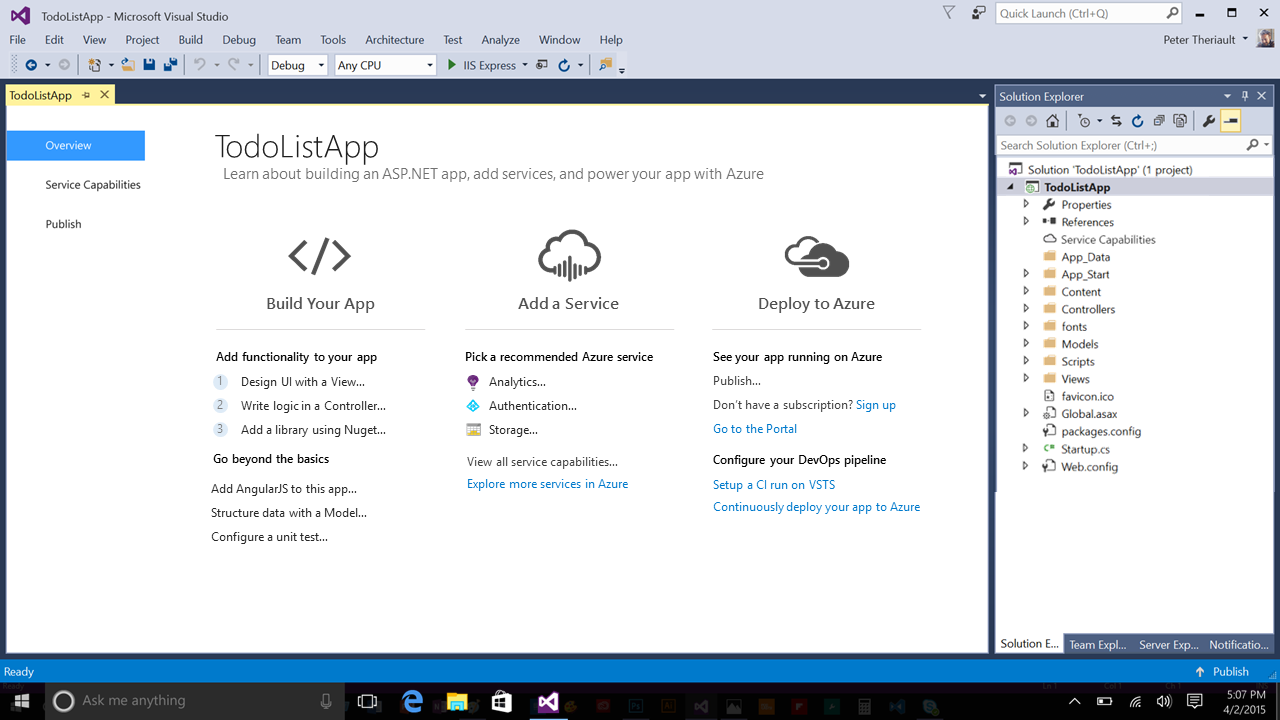 TodoListApp - Microsoft Visual Studio
Quick Launch (Ctrl+Q)
File Edit View Project Build Debug Team Tools Architecture Test Analyze Window Help
Peter Theriault
Debug Any CPU IIS Express
TodoListApp
Overview
Service Capabilities
Publish
TodoListApp
Learn about building an ASP.NET app, add services, and power your app with Azure
Build Your App
Add functionality to your app
1 Design UI with a View...
2 Write logic in a Controller...
3 Add a library using Nuget...
Go beyond the basics
Add AngularJS to this app...
Structure data with a Model...
Configure a unit test...
Add a Service
Pick a recommended Azure service
Analytics...
Authentication...
Storage...
View all service capabilities...
Explore more services in Azure
Deploy to Azure
See your app running on Azure
Publish...
Don't have a subscription? Sign up
Go to the Portal
Configure your DevOps pipeline
Setup a CI run on VSTS
Continuously deploy your app to Azure
Solution Explorer
Search Solution Explorer (Ctrl+;)
Solution 'TodoListApp' (1 project)
TodoListApp
Properties
References
Service Capabilities
App_Data
App_Start
Content
Controllers
fonts
Models
Scripts
Views
favicon.ico
Global.asax
packages.config
Startup.cs
Web.config
Solution E... Team Expl... Server Exp... Notificatio...
Ready
Publish
Ask me anything
5:07 PM
4/2/2015